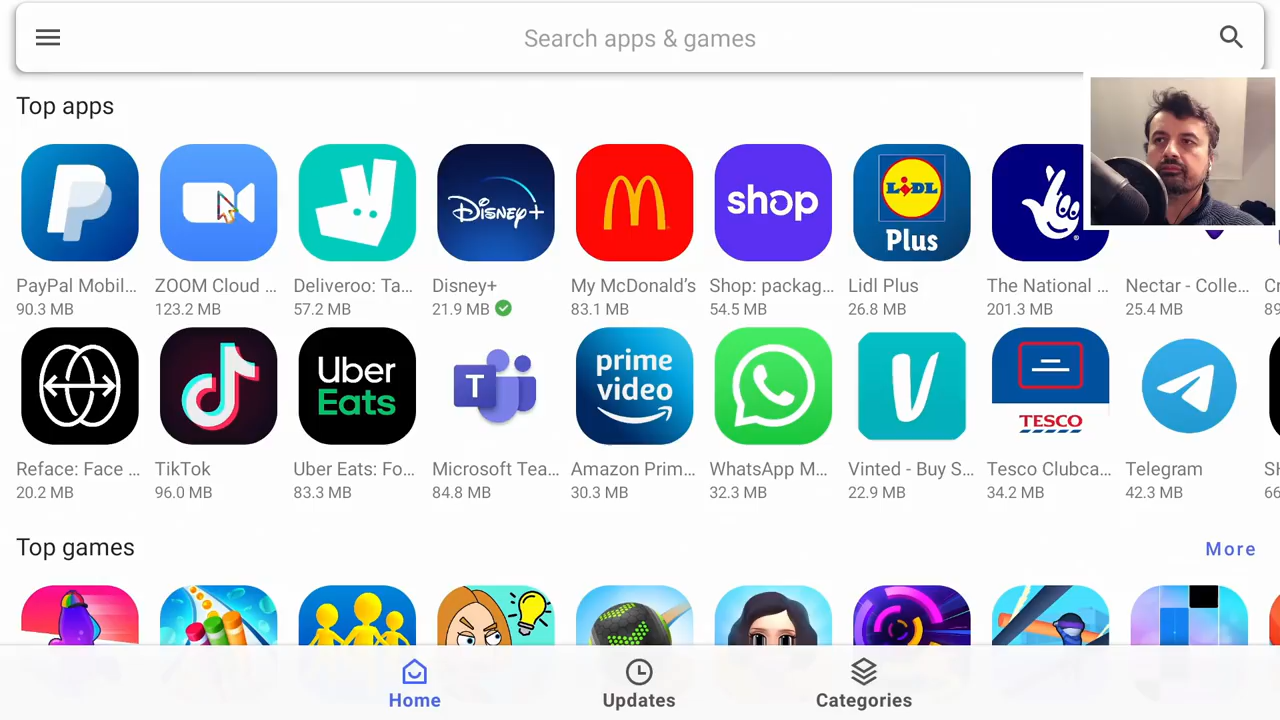 Search apps & games
Top apps
shop
LIDL
Plus
DISNEP+
PayPal Mobil...
ZOOM Cloud ...
Deliveroo: Ta...
Disney+
My McDonald's
Shop: packag...
Lidl Plus
The National ...
Nectar - Colle...
Cr
90.3 MB
123.2 MB
57.2 MB
21.9 MB
83.1 MB
54.5 MB
26.8 MB
201.3 MB
25.4 MB
89
Uber
Eats
T
prime
video
V
TESCO
Reface: Face ...
TikTok
Uber Eats: Fo...
Microsoft Tea...
Amazon Prim...
WhatsApp M...
Vinted - Buy S...
Tesco Clubca...
Telegram
SH
20.2 MB
96.0 MB
83.3 MB
84.8 MB
30.3 MB
32.3 MB
22.9 MB
34.2 MB
42.3 MB
66
Top games
More
Home
Updates
Categories